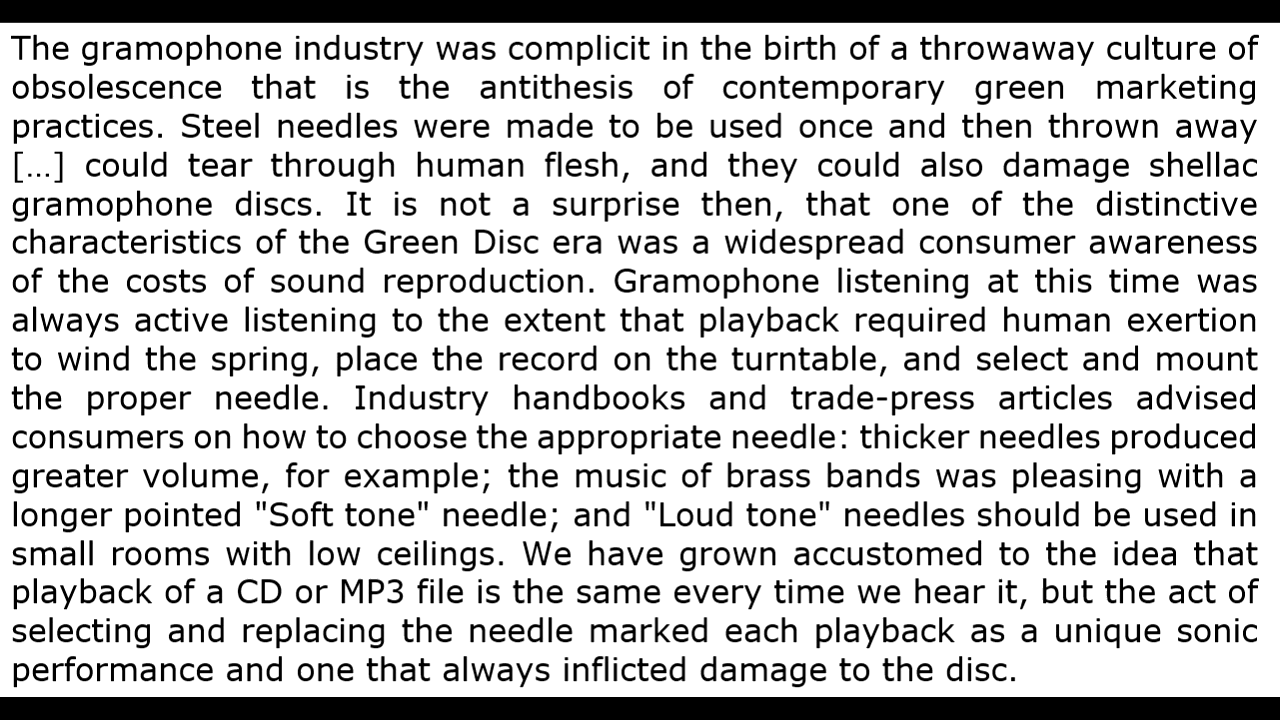 The gramophone industry was complicit in the birth of a throwaway culture of
obsolescence that is the antithesis of contemporary green marketing
practices. Steel needles were made to be used once and then thrown away
[...] could tear through human flesh, and they could also damage shellac
gramophone discs. It is not a surprise then, that one of the distinctive
characteristics of the Green Disc era was a widespread consumer awareness
of the costs of sound reproduction. Gramophone listening at this time was
always active listening to the extent that playback required human exertion
to wind the spring, place the record on the turntable, and select and mount
the proper needle. Industry handbooks and trade-press articles advised
consumers on how to choose the appropriate needle: thicker needles produced
greater volume, for example; the music of brass bands was pleasing with a
longer pointed "Soft tone" needle; and "Loud tone" needles should be used in
small rooms with low ceilings. We have grown accustomed to the idea that
playback of a CD or MP3 file is the same every time we hear it, but the act of
selecting and replacing the needle marked each playback as a unique sonic
performance and one that always inflicted damage to the disc.